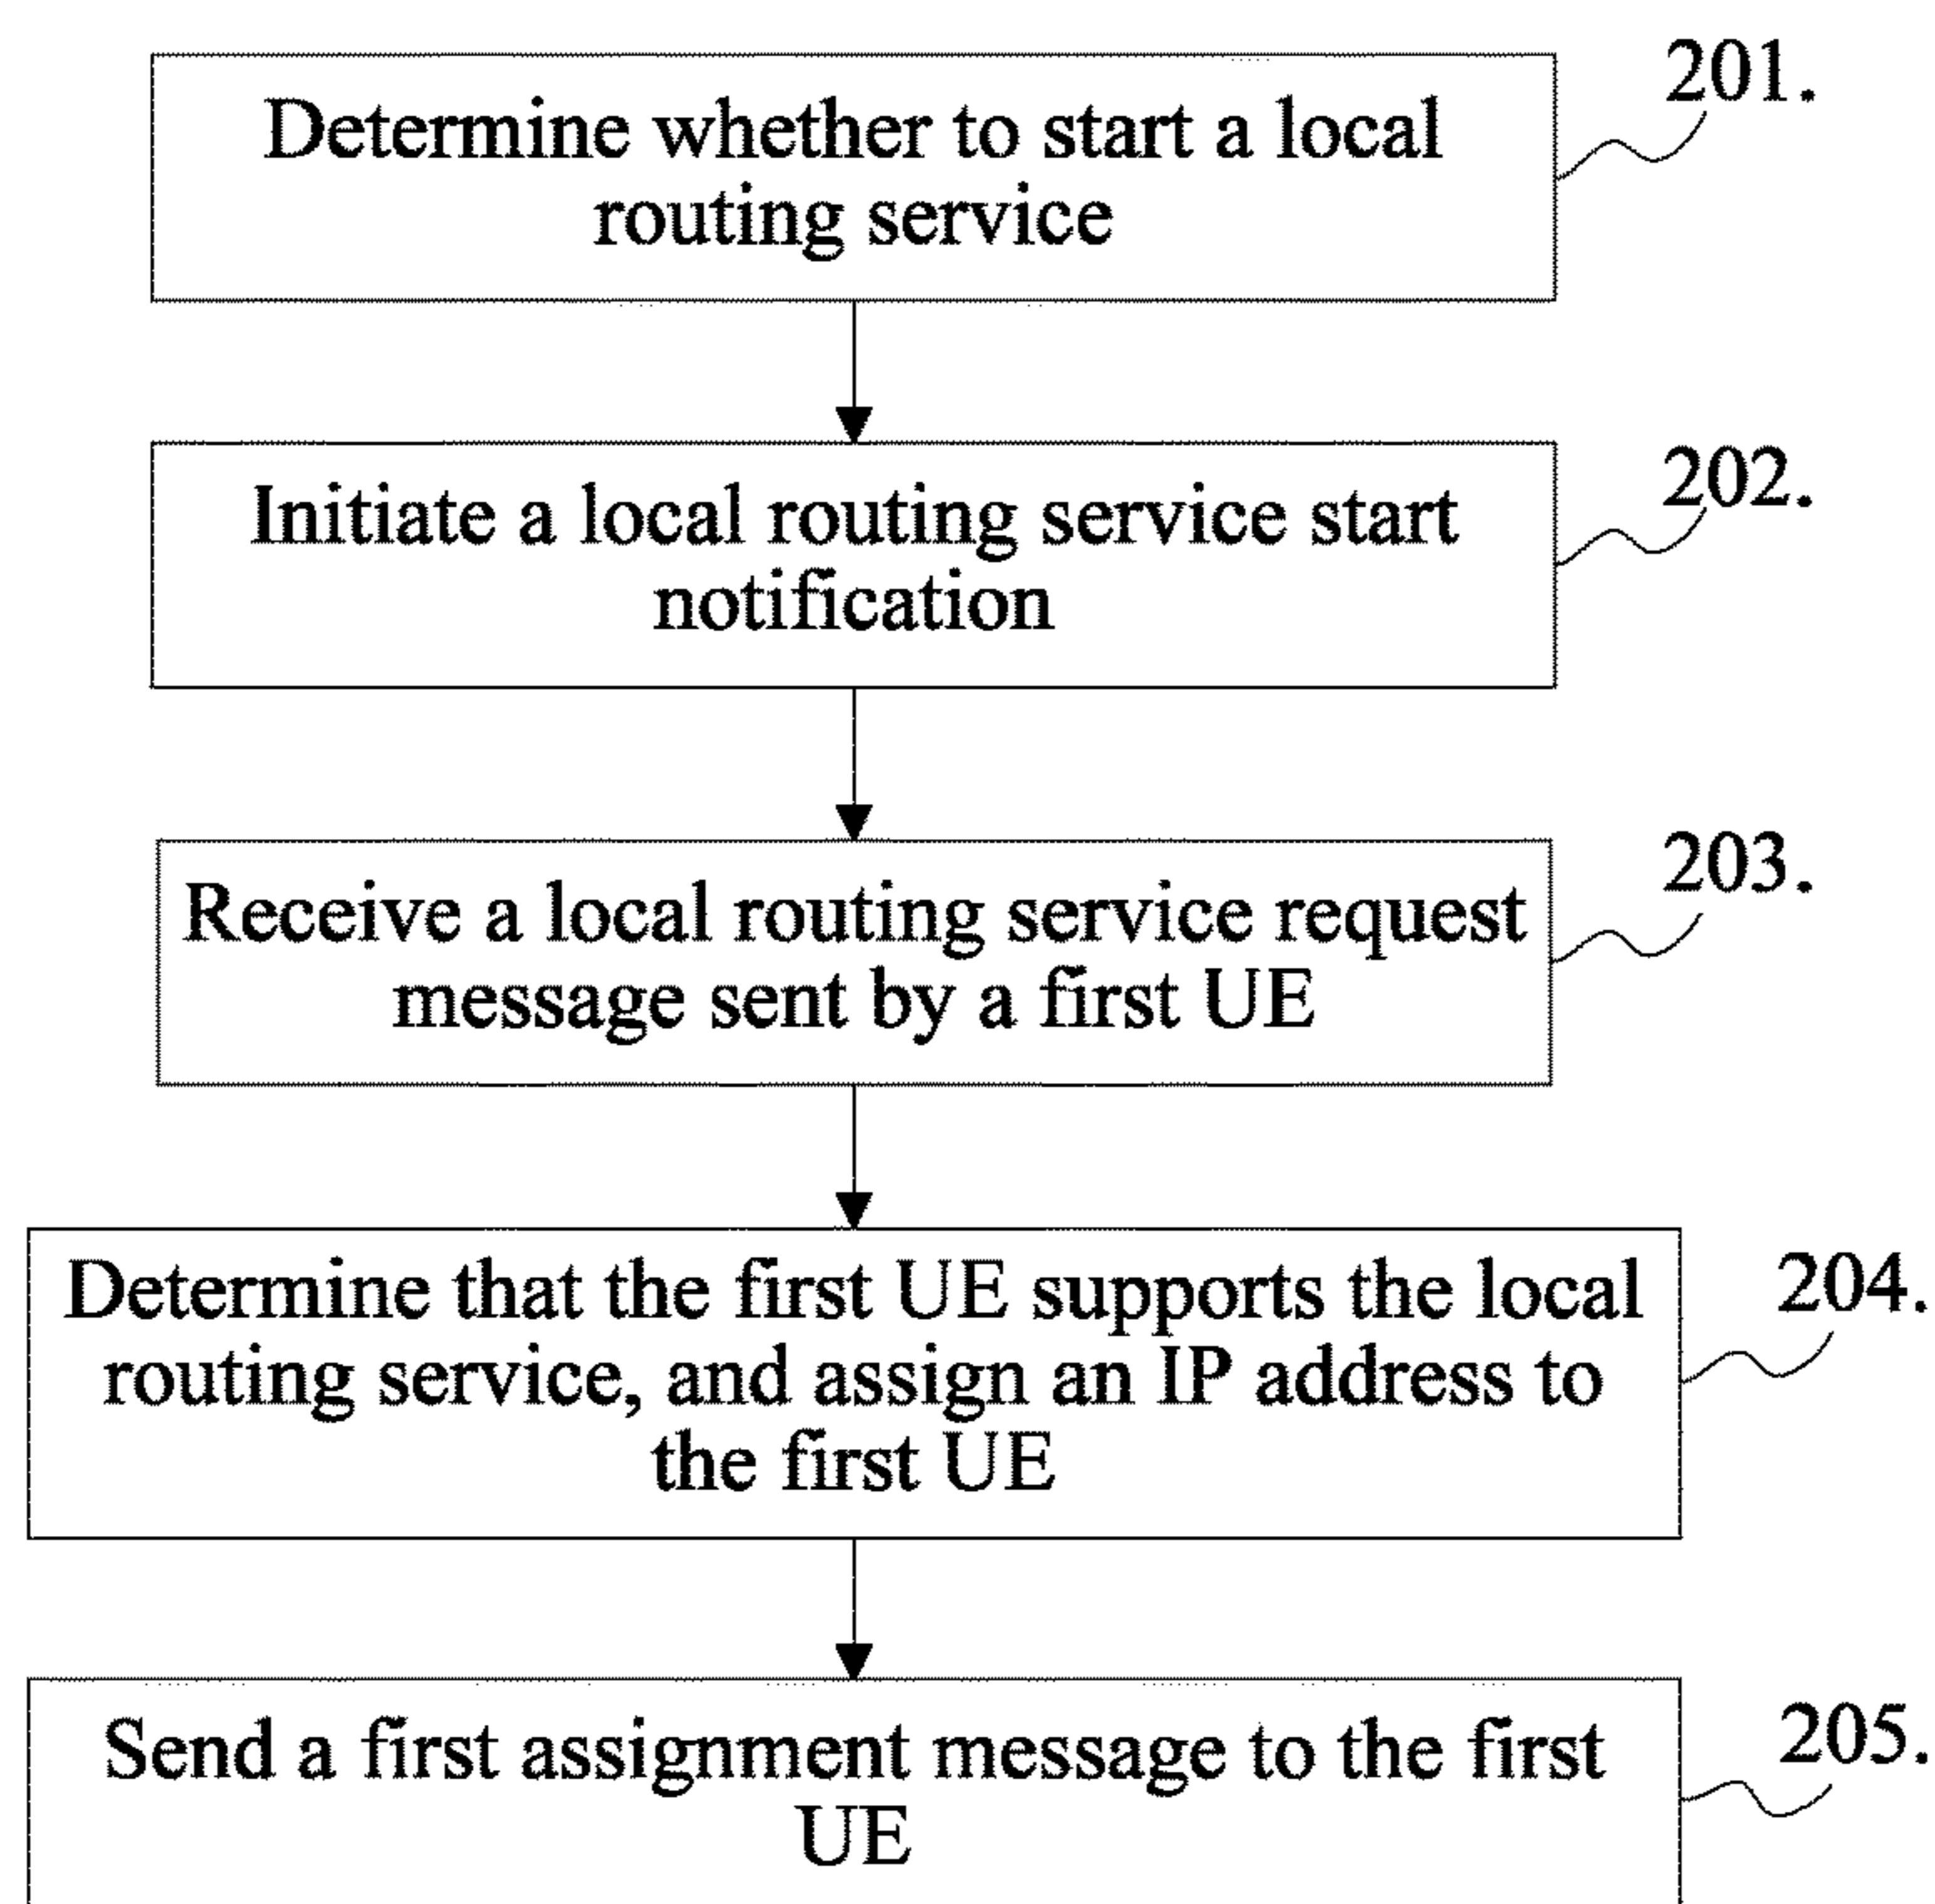 201.
Determine whether to start a local
routing service
202.
Initiate a local routing service start
notification
203.
Receive a local routing service request
message sent by a first UE
204.
Determine that the first UE supports the local
routing service, and assign an IP address to
the first UE
205.
Send a first assignment message to the first
UE